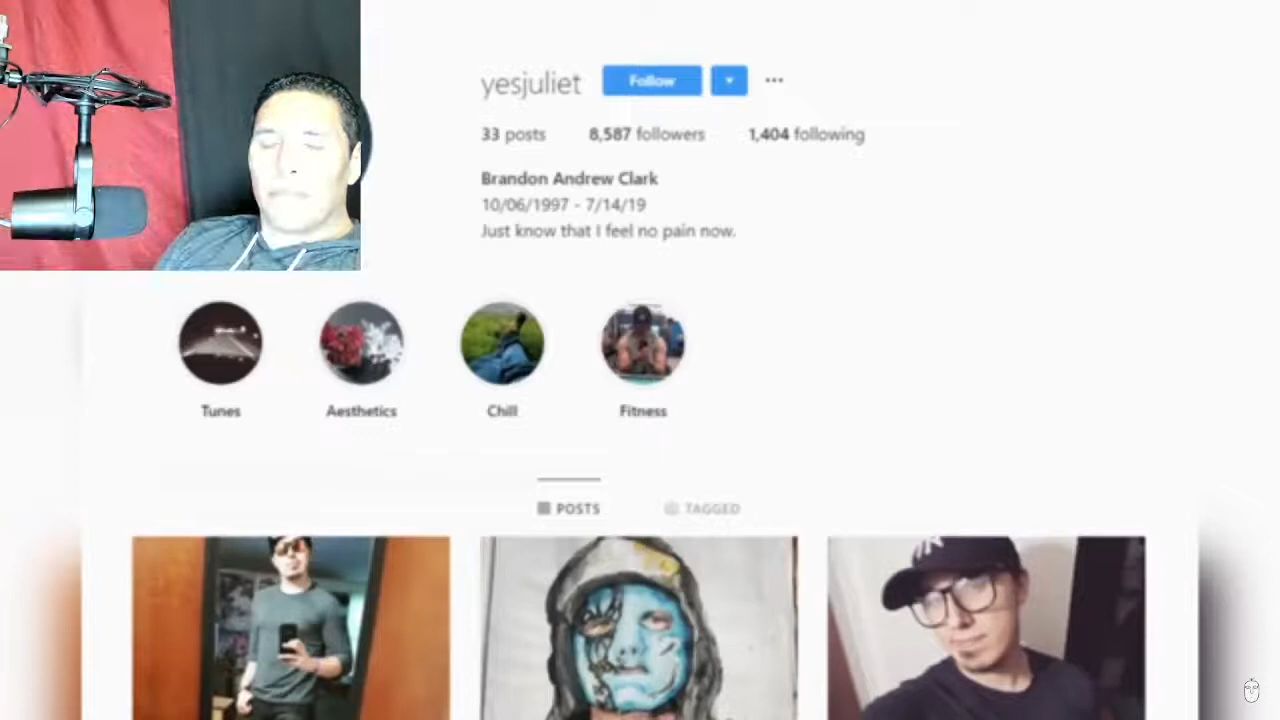 yesjuliet Follow
33 posts 8,587 followers 1,404 following
Brandon Andrew Clark
10/06/1997 - 7/14/19
Just know that I feel no pain now.
Tunes Aesthetics Chill Fitness
POSTS TAGGED